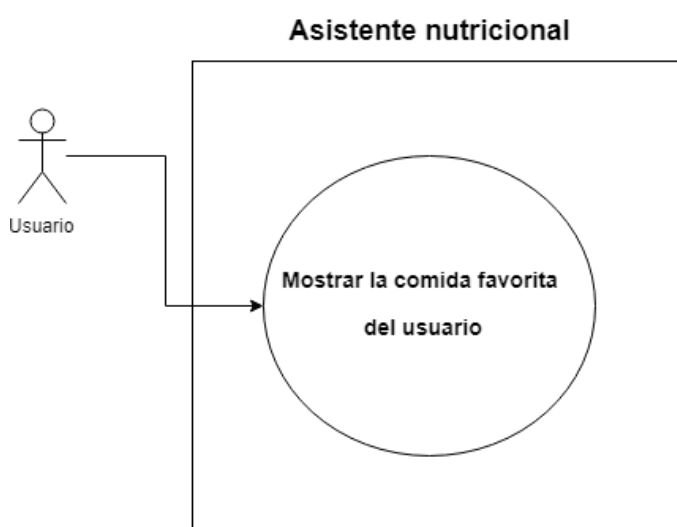 Asistente nutricional
Usuario
Mostrar la comida favorita
del usuario